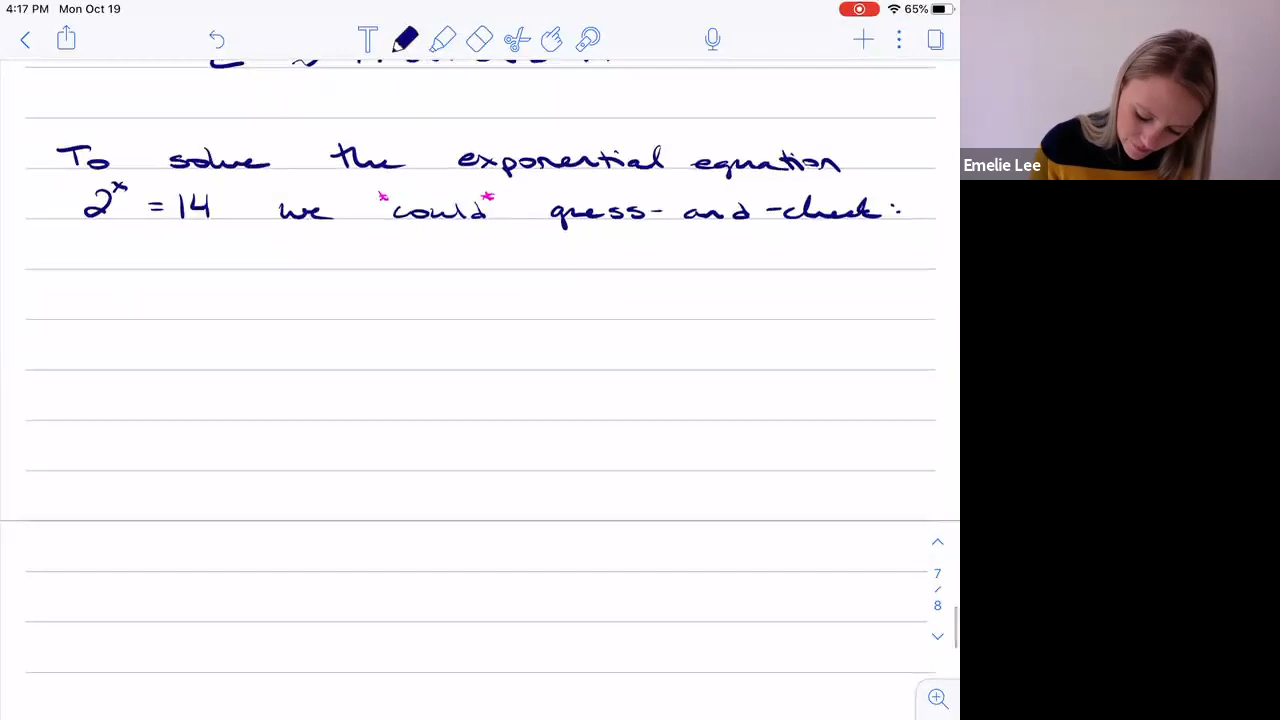 4:17 PM Mon Oct 19
65%
T
To solve the exponential equation
2^x = 14 we *could* guess-and-check:
Emelie Lee
7
/
8